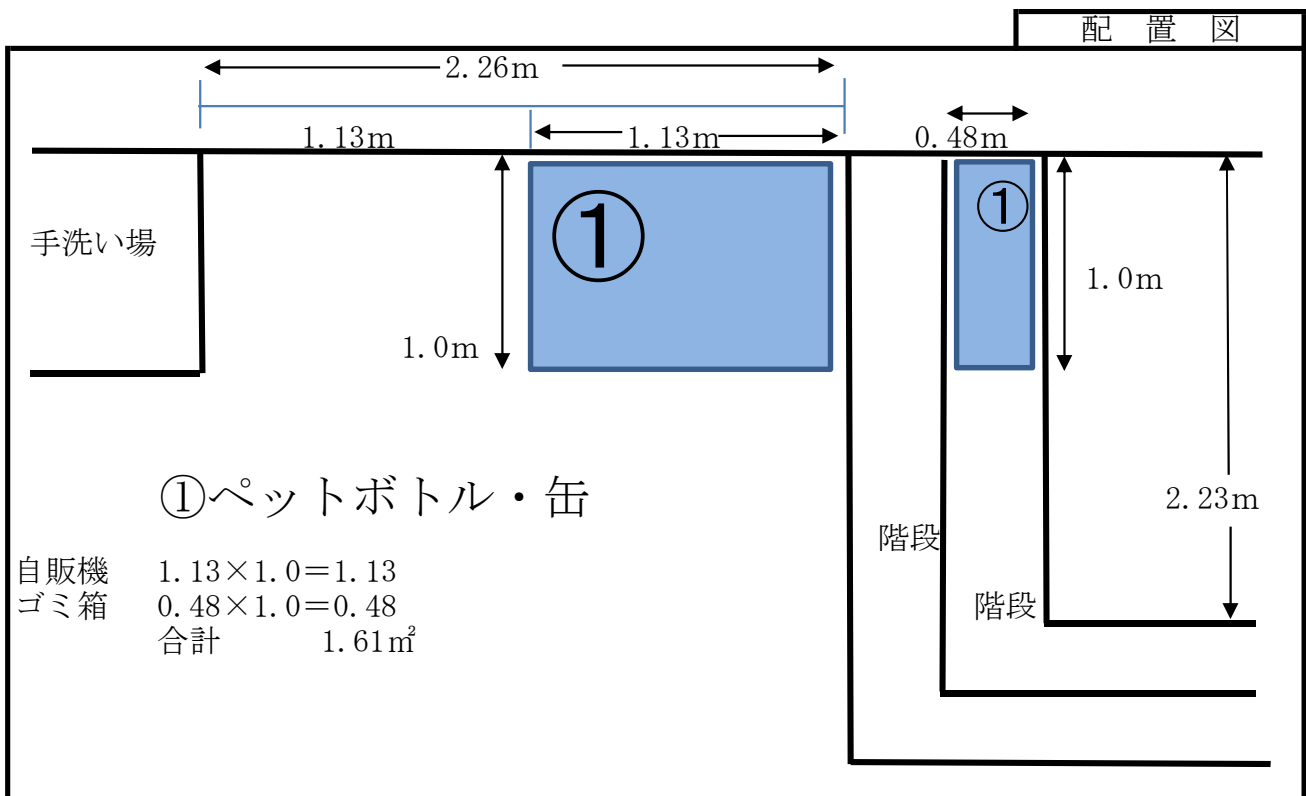 配 置 図
2.26m
1.13m
1.13m
0.48m
手洗い場
①
①
1.0m
1.0m
①ペットボトル・缶
2.23m
階段
自販機 1.13×1.0=1.13
ゴミ箱 0.48×1.0=0.48
階段
合計 1.61㎡